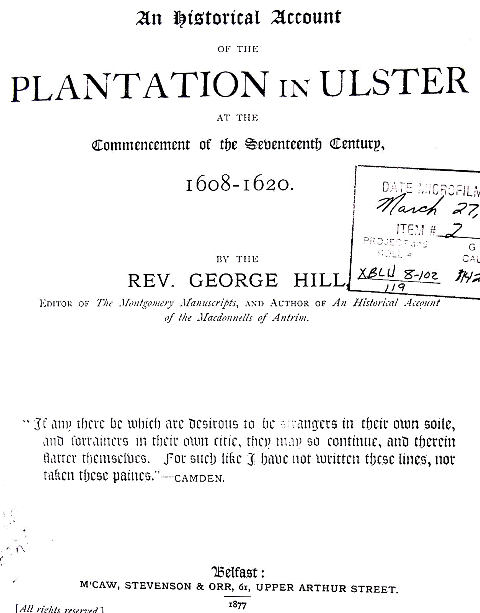 An Historical Account
OF THE
PLANTATION IN ULSTER
AT THE
Commencement of the Seventeenth Century,
1608-1620.
DATE MICROFILM
March 27,
ITEM # 2
PROJECT and
G
CAL
XBLU 8-102
119
BY THE
REV. GEORGE HILL,
EDITOR OF The Montgomery Manuscripts, AND AUTHOR OF An Historical Account
of the Macdonnells of Antrim.
"If any there be which are desirous to be strangers in their own soile,
and forrainers in their own citie, they may so continue, and therein
flatter themselves. For such like I have not written these lines, nor
taken these paines."—CAMDEN.
Belfast:
M'CAW, STEVENSON & ORR, 61, UPPER ARTHUR STREET.
1877
[All rights reserved.]